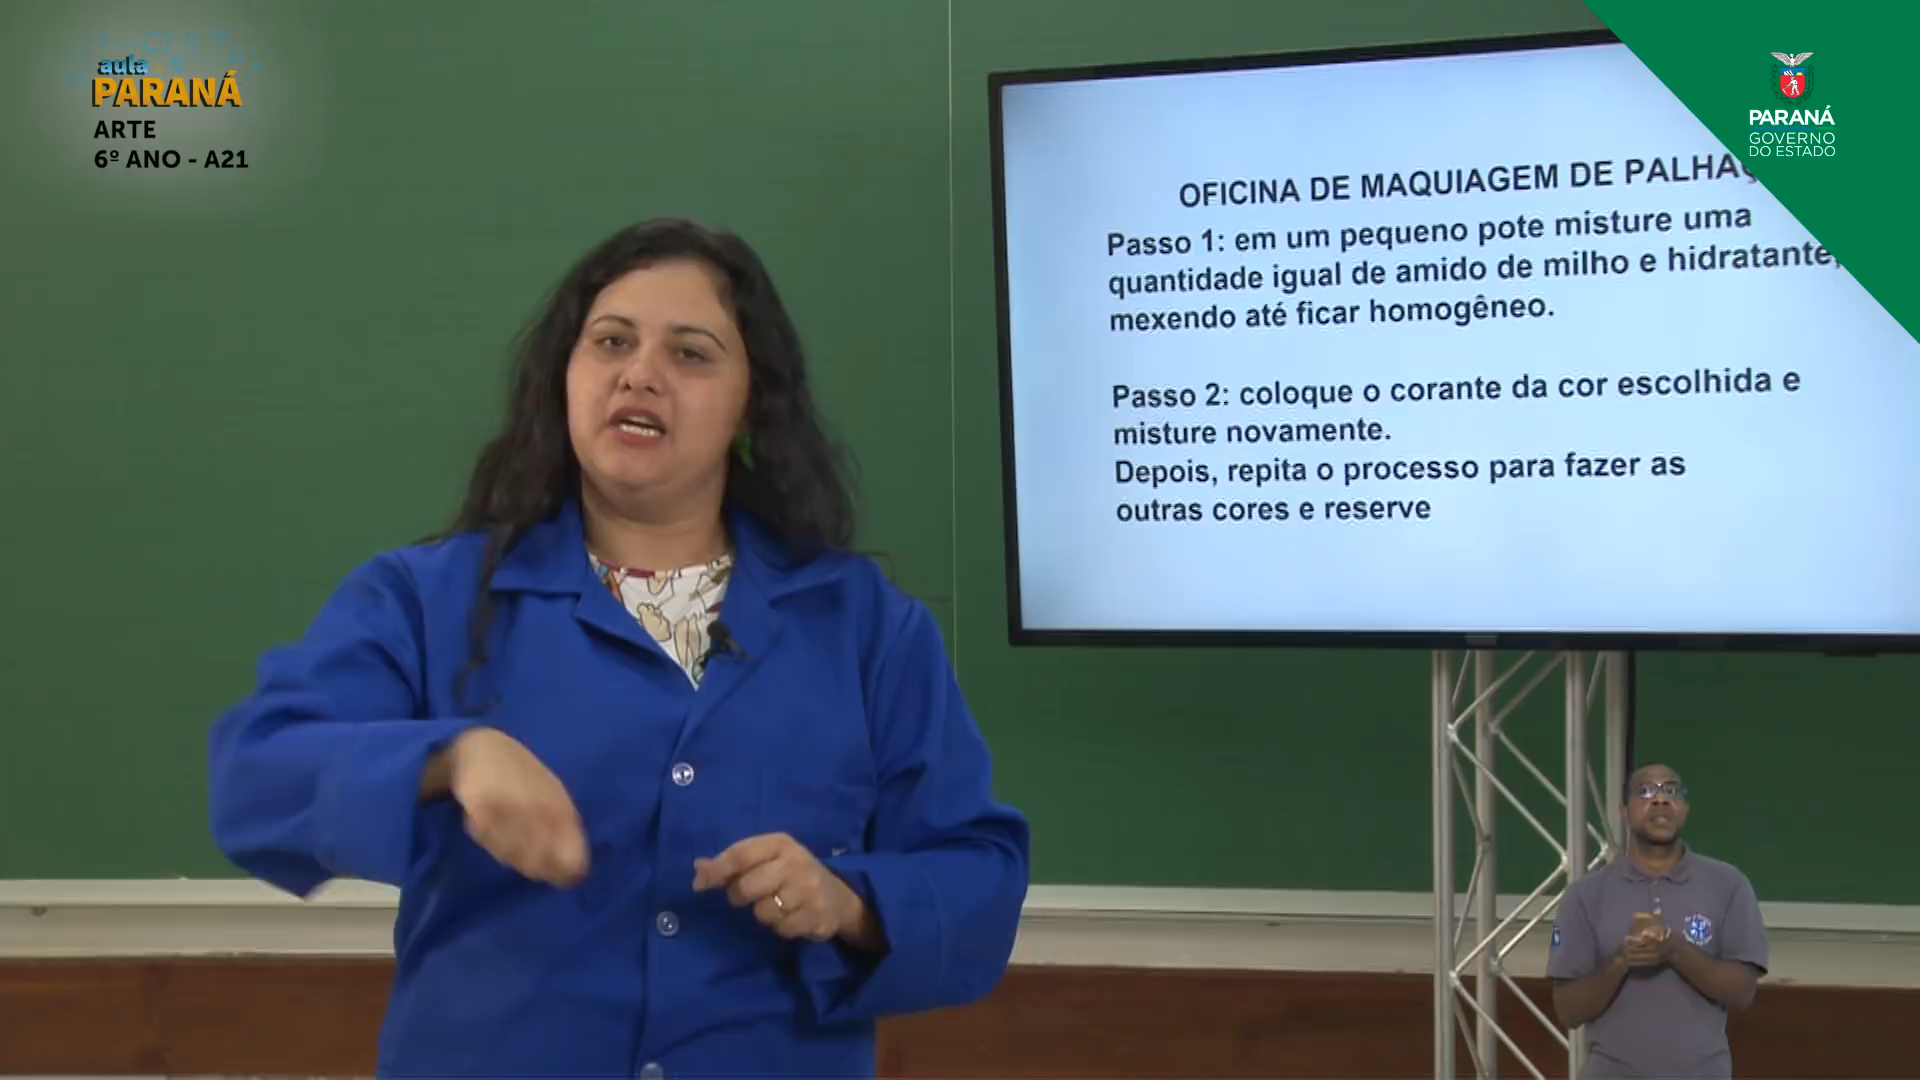 aula
PARANÁ
ARTE
6º ANO - A21
PARANÁ
GOVERNO
DO ESTADO
OFICINA DE MAQUIAGEM DE
Passo 1: em um pequeno pote misture uma
quantidade igual de amido de milho e hidratante,
mexendo até ficar homogêneo.
Passo 2: coloque o corante da cor escolhida e
misture novamente.
Depois, repita o processo para fazer as
outras cores e reserve